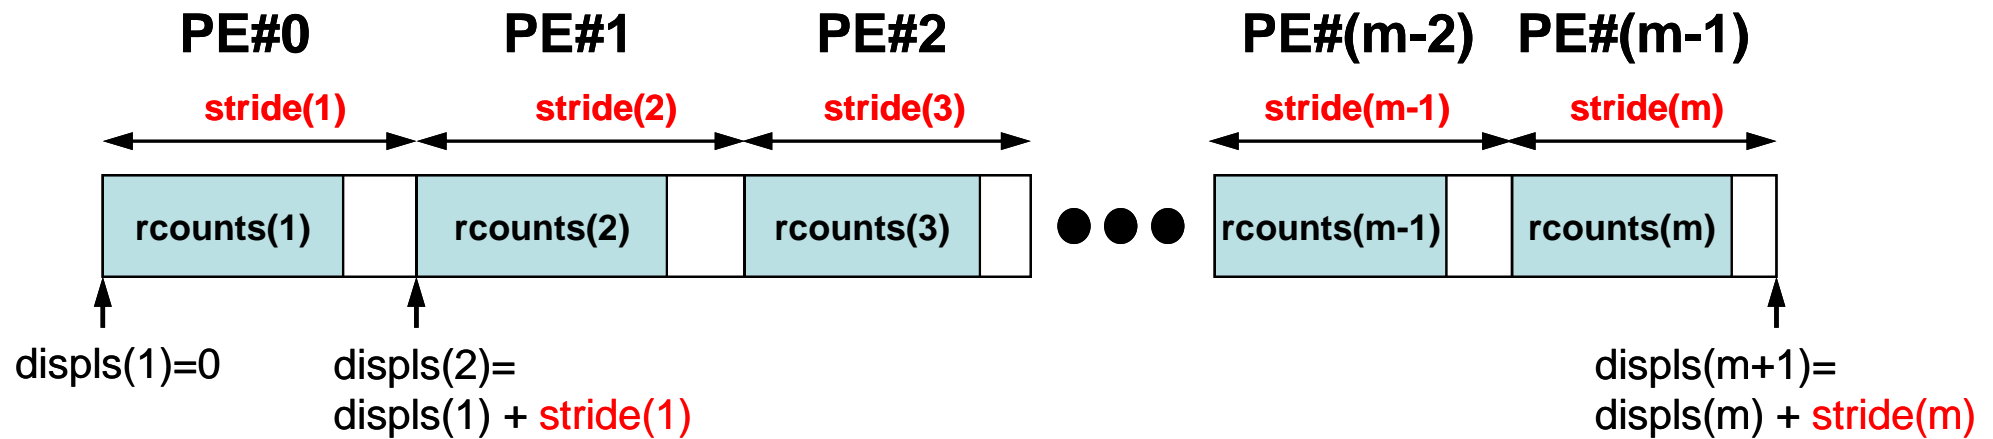 PE#0 PE#1 PE#2 PE#(m-2) PE#(m-1)
stride(1) stride(2) stride(3) stride(m-1) stride(m)
rcounts(1) rcounts(2) rcounts(3) rcounts(m-1) rcounts(m)
displs(1)=0 displs(2)= displs(m+1)=
displs(1) + stride(1) displs(m) + stride(m)